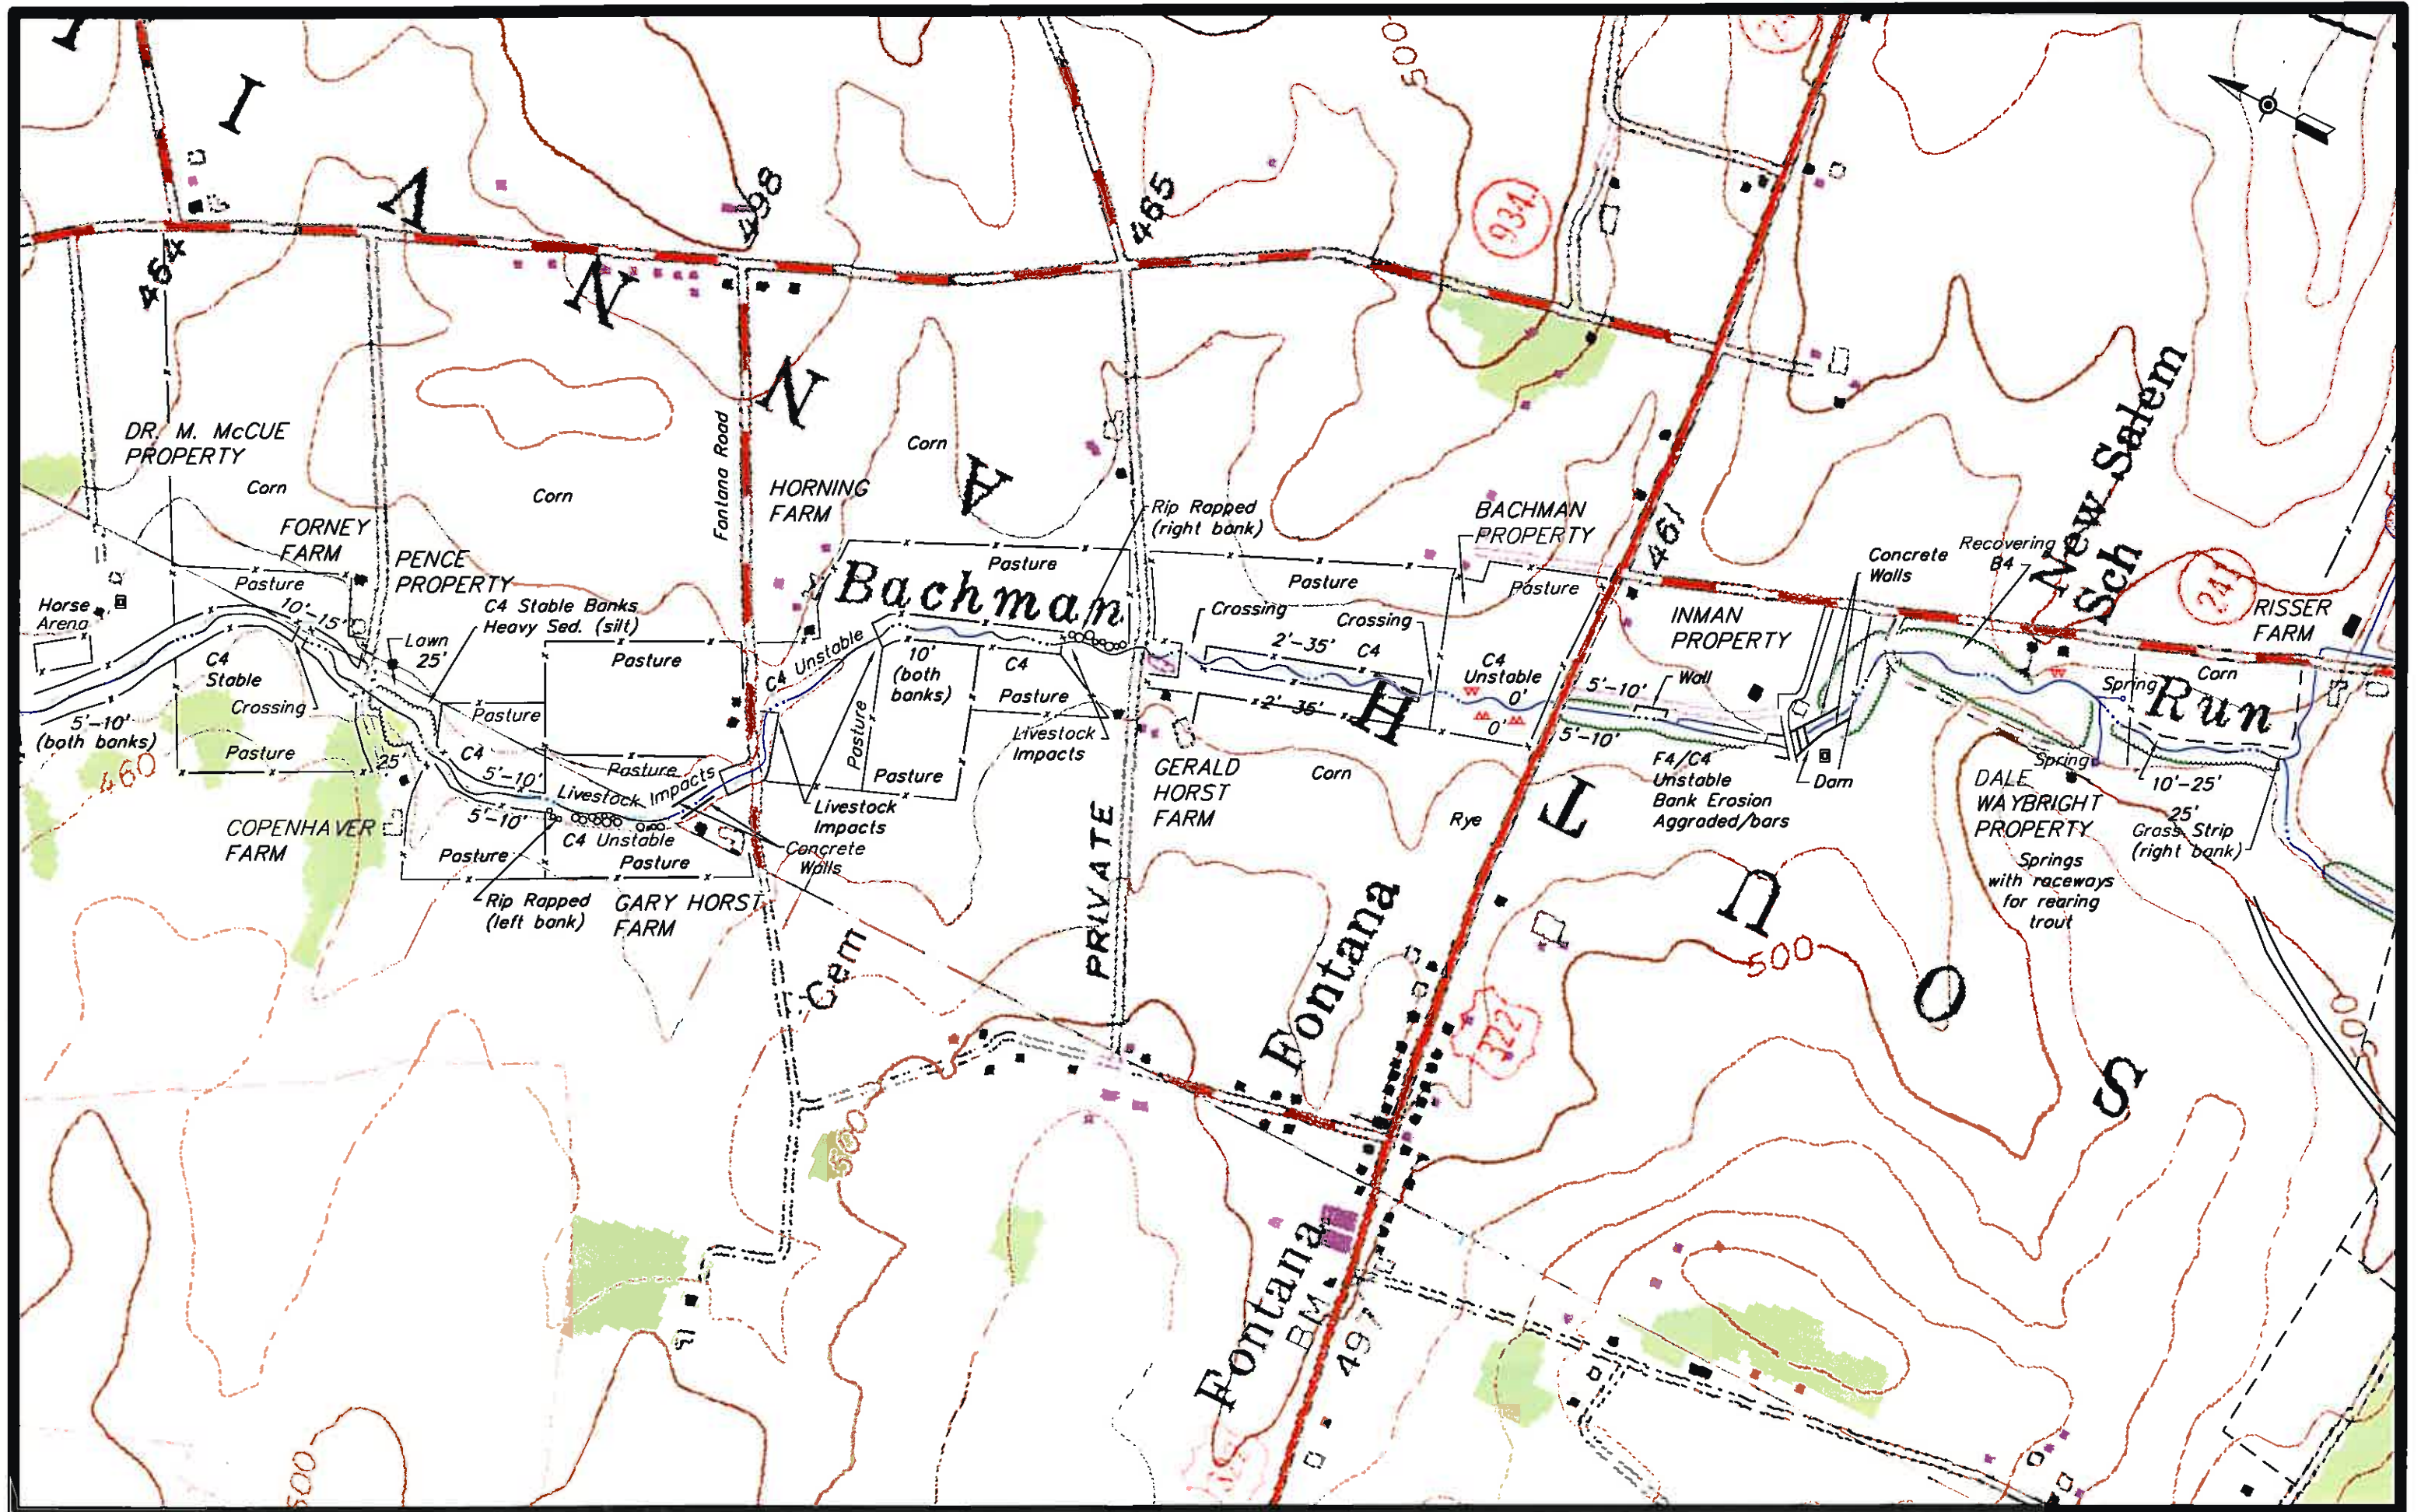 I
A
N
N
A
H
T
U
O
S
498
465
464
500
934
DR. M. McCUE
PROPERTY
Corn
Corn
Corn
Fontana Road
HORNING
FARM
FORNEY
FARM
PENCE
PROPERTY
Pasture
10'-15'
Horse
Arena
C4 Stable Banks
Heavy Sed. (silt)
Lawn
25'
C4
Stable
Crossing
5'-10'
(both banks)
460
Pasture
25'
C4
Pasture
Pasture
5'-10'
5'-10'
Pasture
Livestock Impacts
C4 Unstable
Pasture
Pasture
COPENHAVER
FARM
Rip Rapped
(left bank)
GARY HORST
FARM
Concrete
Walls
C4 Unstable
Livestock
Impacts
Bachman
Pasture
10'
(both
banks)
C4
Pasture
Pasture
Pasture
Livestock
Impacts
Rip Rapped
(right bank)
Crossing
Pasture
Crossing
2'-35'
C4
2'-35'
GERALD
HORST
FARM
Corn
Rye
PRIVATE
BACHMAN
PROPERTY
Pasture
C4
Unstable
0'
0'
461
INMAN
PROPERTY
5'-10'
Wall
5'-10'
F4/C4
Unstable
Bank Erosion
Aggraded/bars
Dam
Concrete
Walls
Recovering
B4
New Salem
Sch
241
RISSER
FARM
Spring
Corn
Run
Spring
10'-25'
25'
Grass Strip
(right bank)
DALE
WAYBRIGHT
PROPERTY
Springs
with raceways
for rearing
trout
Cem
Fontana
322
500
500
500
500
Fontana
BM
497